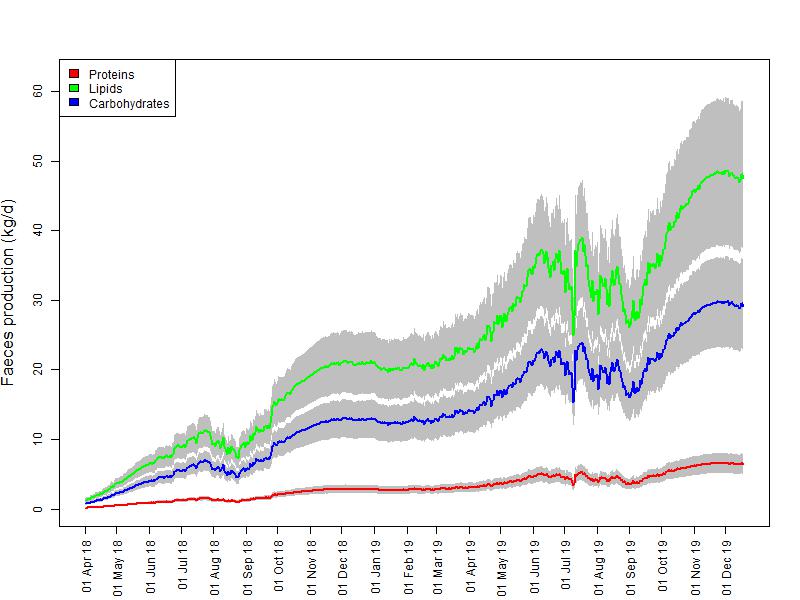 Proteins
Lipids
Carbohydrates
Faeces production (kg/d)
60
50
40
30
20
10
0
01 Apr 18
01 May 18
01 Jun 18
01 Jul 18
01 Aug 18
01 Sep 18
01 Oct 18
01 Nov 18
01 Dec 18
01 Jan 19
01 Feb 19
01 Mar 19
01 Apr 19
01 May 19
01 Jun 19
01 Jul 19
01 Aug 19
01 Sep 19
01 Oct 19
01 Nov 19
01 Dec 19